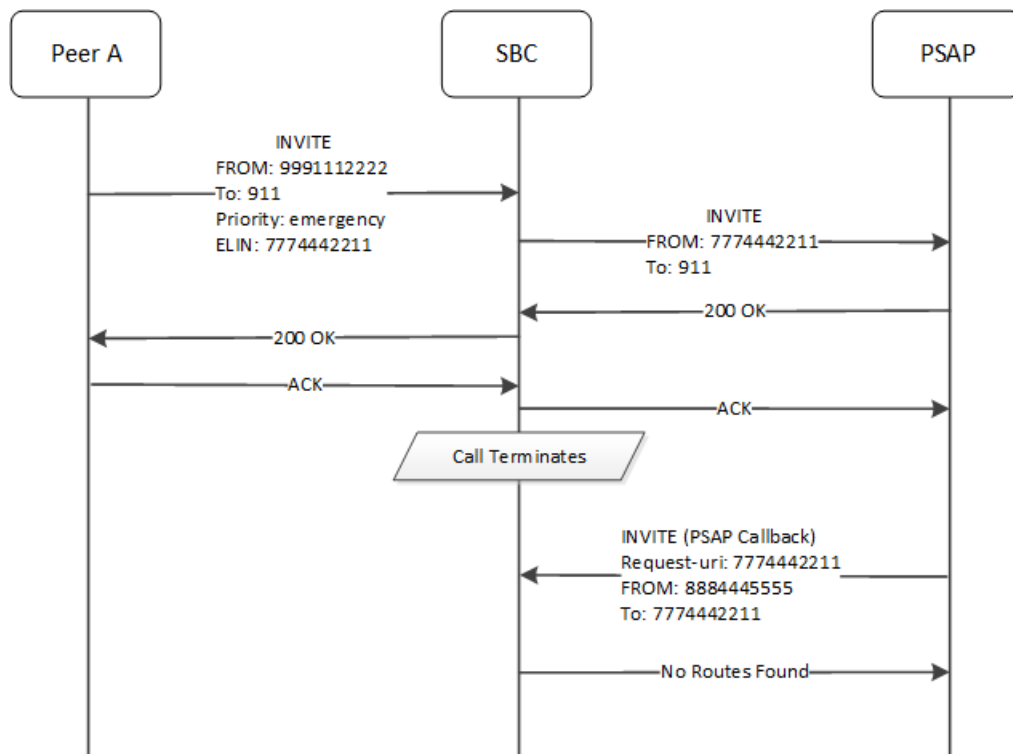 Peer A
SBC
PSAP
INVITE
FROM: 9991112222
To: 911
Priority: emergency
ELIN: 7774442211
INVITE
FROM: 7774442211
To: 911
200 OK
200 OK
ACK
ACK
Call Terminates
INVITE (PSAP Callback)
Request-uri: 7774442211
FROM: 8884445555
To: 7774442211
No Routes Found